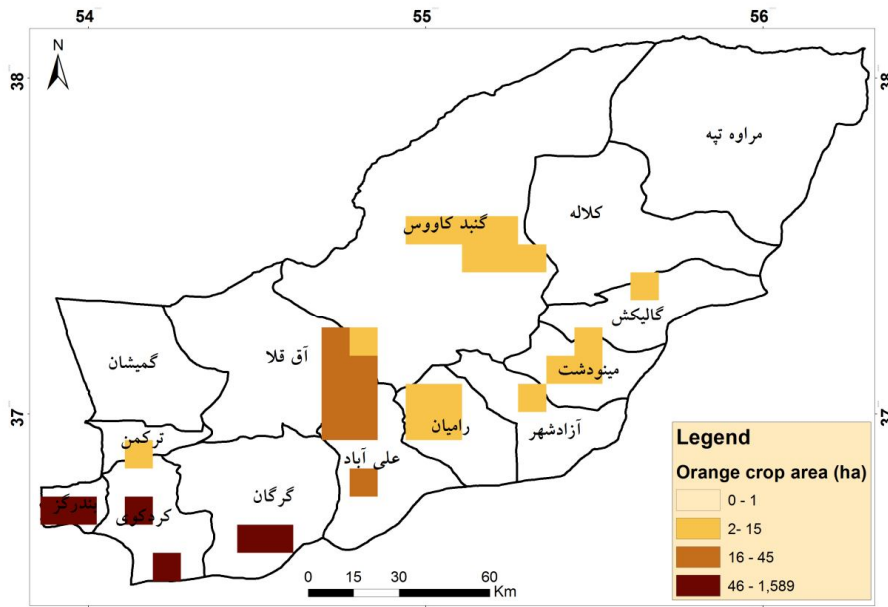 54 55 56
N
38 38
مراوه تپه
کلاله
گنبد کاووس
گالیکش
آق قلا
گمیشان
مینودشت
37 37
رامیان
آزادشهر
ترکمن
علی آباد
گرگان
بندرگز
کردکوی
Legend
Orange crop area (ha)
0 - 1
2- 15
16 - 45
46 - 1,589
0 15 30 60
Km